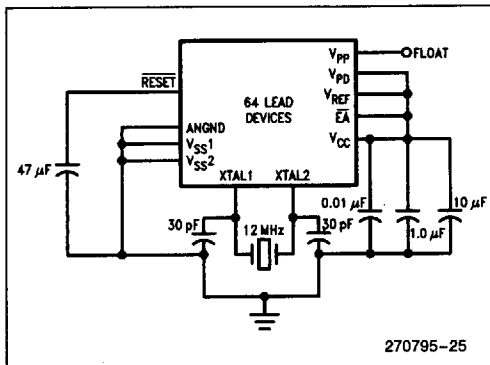 V_PP
FLOAT
V_PD
RESET
V_REF
64 LEAD
DEVICES
EA
ANGND
V_SS1
V_CC
V_SS2
47 µF
XTAL1 XTAL2
0.01 µF
10 µF
30 pF
12 MHz
30 pF
1.0 µF
270795-25